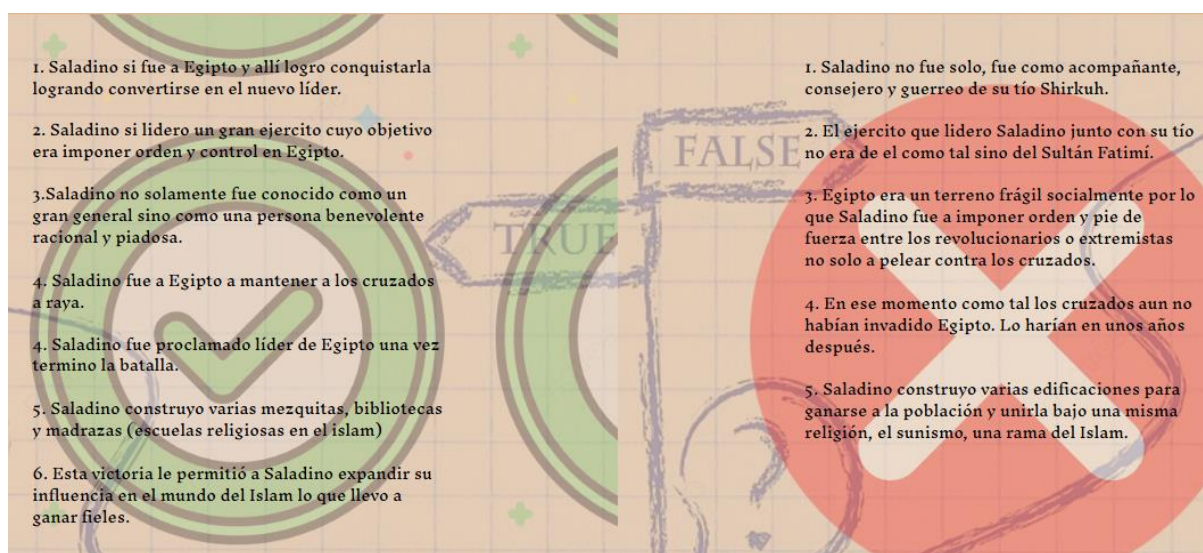 1. Saladino si fue a Egipto y allí logro conquistarla
logrando convertirse en el nuevo líder.
2. Saladino si lidero un gran ejercito cuyo objetivo
era imponer orden y control en Egipto.
3.Saladino no solamente fue conocido como un
gran general sino como una persona benevolente
racional y piadosa.
4. Saladino fue a Egipto a mantener a los cruzados
a raya.
4. Saladino fue proclamado líder de Egipto una vez
termino la batalla.
5. Saladino construyo varias mezquitas, bibliotecas
y madrazas (escuelas religiosas en el islam)
6. Esta victoria le permitió a Saladino expandir su
influencia en el mundo del Islam lo que llevo a
ganar fieles.
TRUE
FALSE
1. Saladino no fue solo, fue como acompañante,
consejero y guerreo de su tío Shirkuh.
2. El ejercito que lidero Saladino junto con su tío
no era de el como tal sino del Sultán Fatimí.
3. Egipto era un terreno frágil socialmente por lo
que Saladino fue a imponer orden y pie de
fuerza entre los revolucionarios o extremistas
no solo a pelear contra los cruzados.
4. En ese momento como tal los cruzados aun no
habían invadido Egipto. Lo harían en unos años
después.
5. Saladino construyo varias edificaciones para
ganarse a la población y unirla bajo una misma
religión, el sunismo, una rama del Islam.